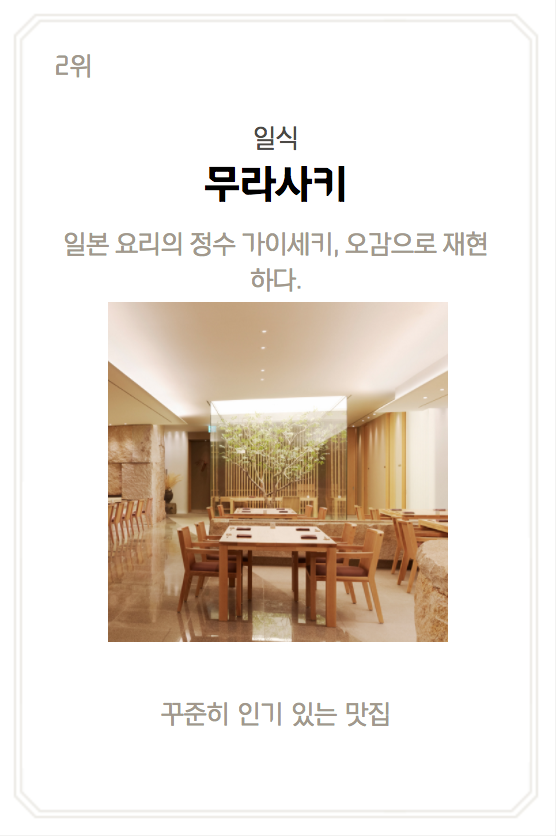 2위
일식
무라사키
일본 요리의 정수 가이세키, 오감으로 재현
하다.
꾸준히 인기 있는 맛집